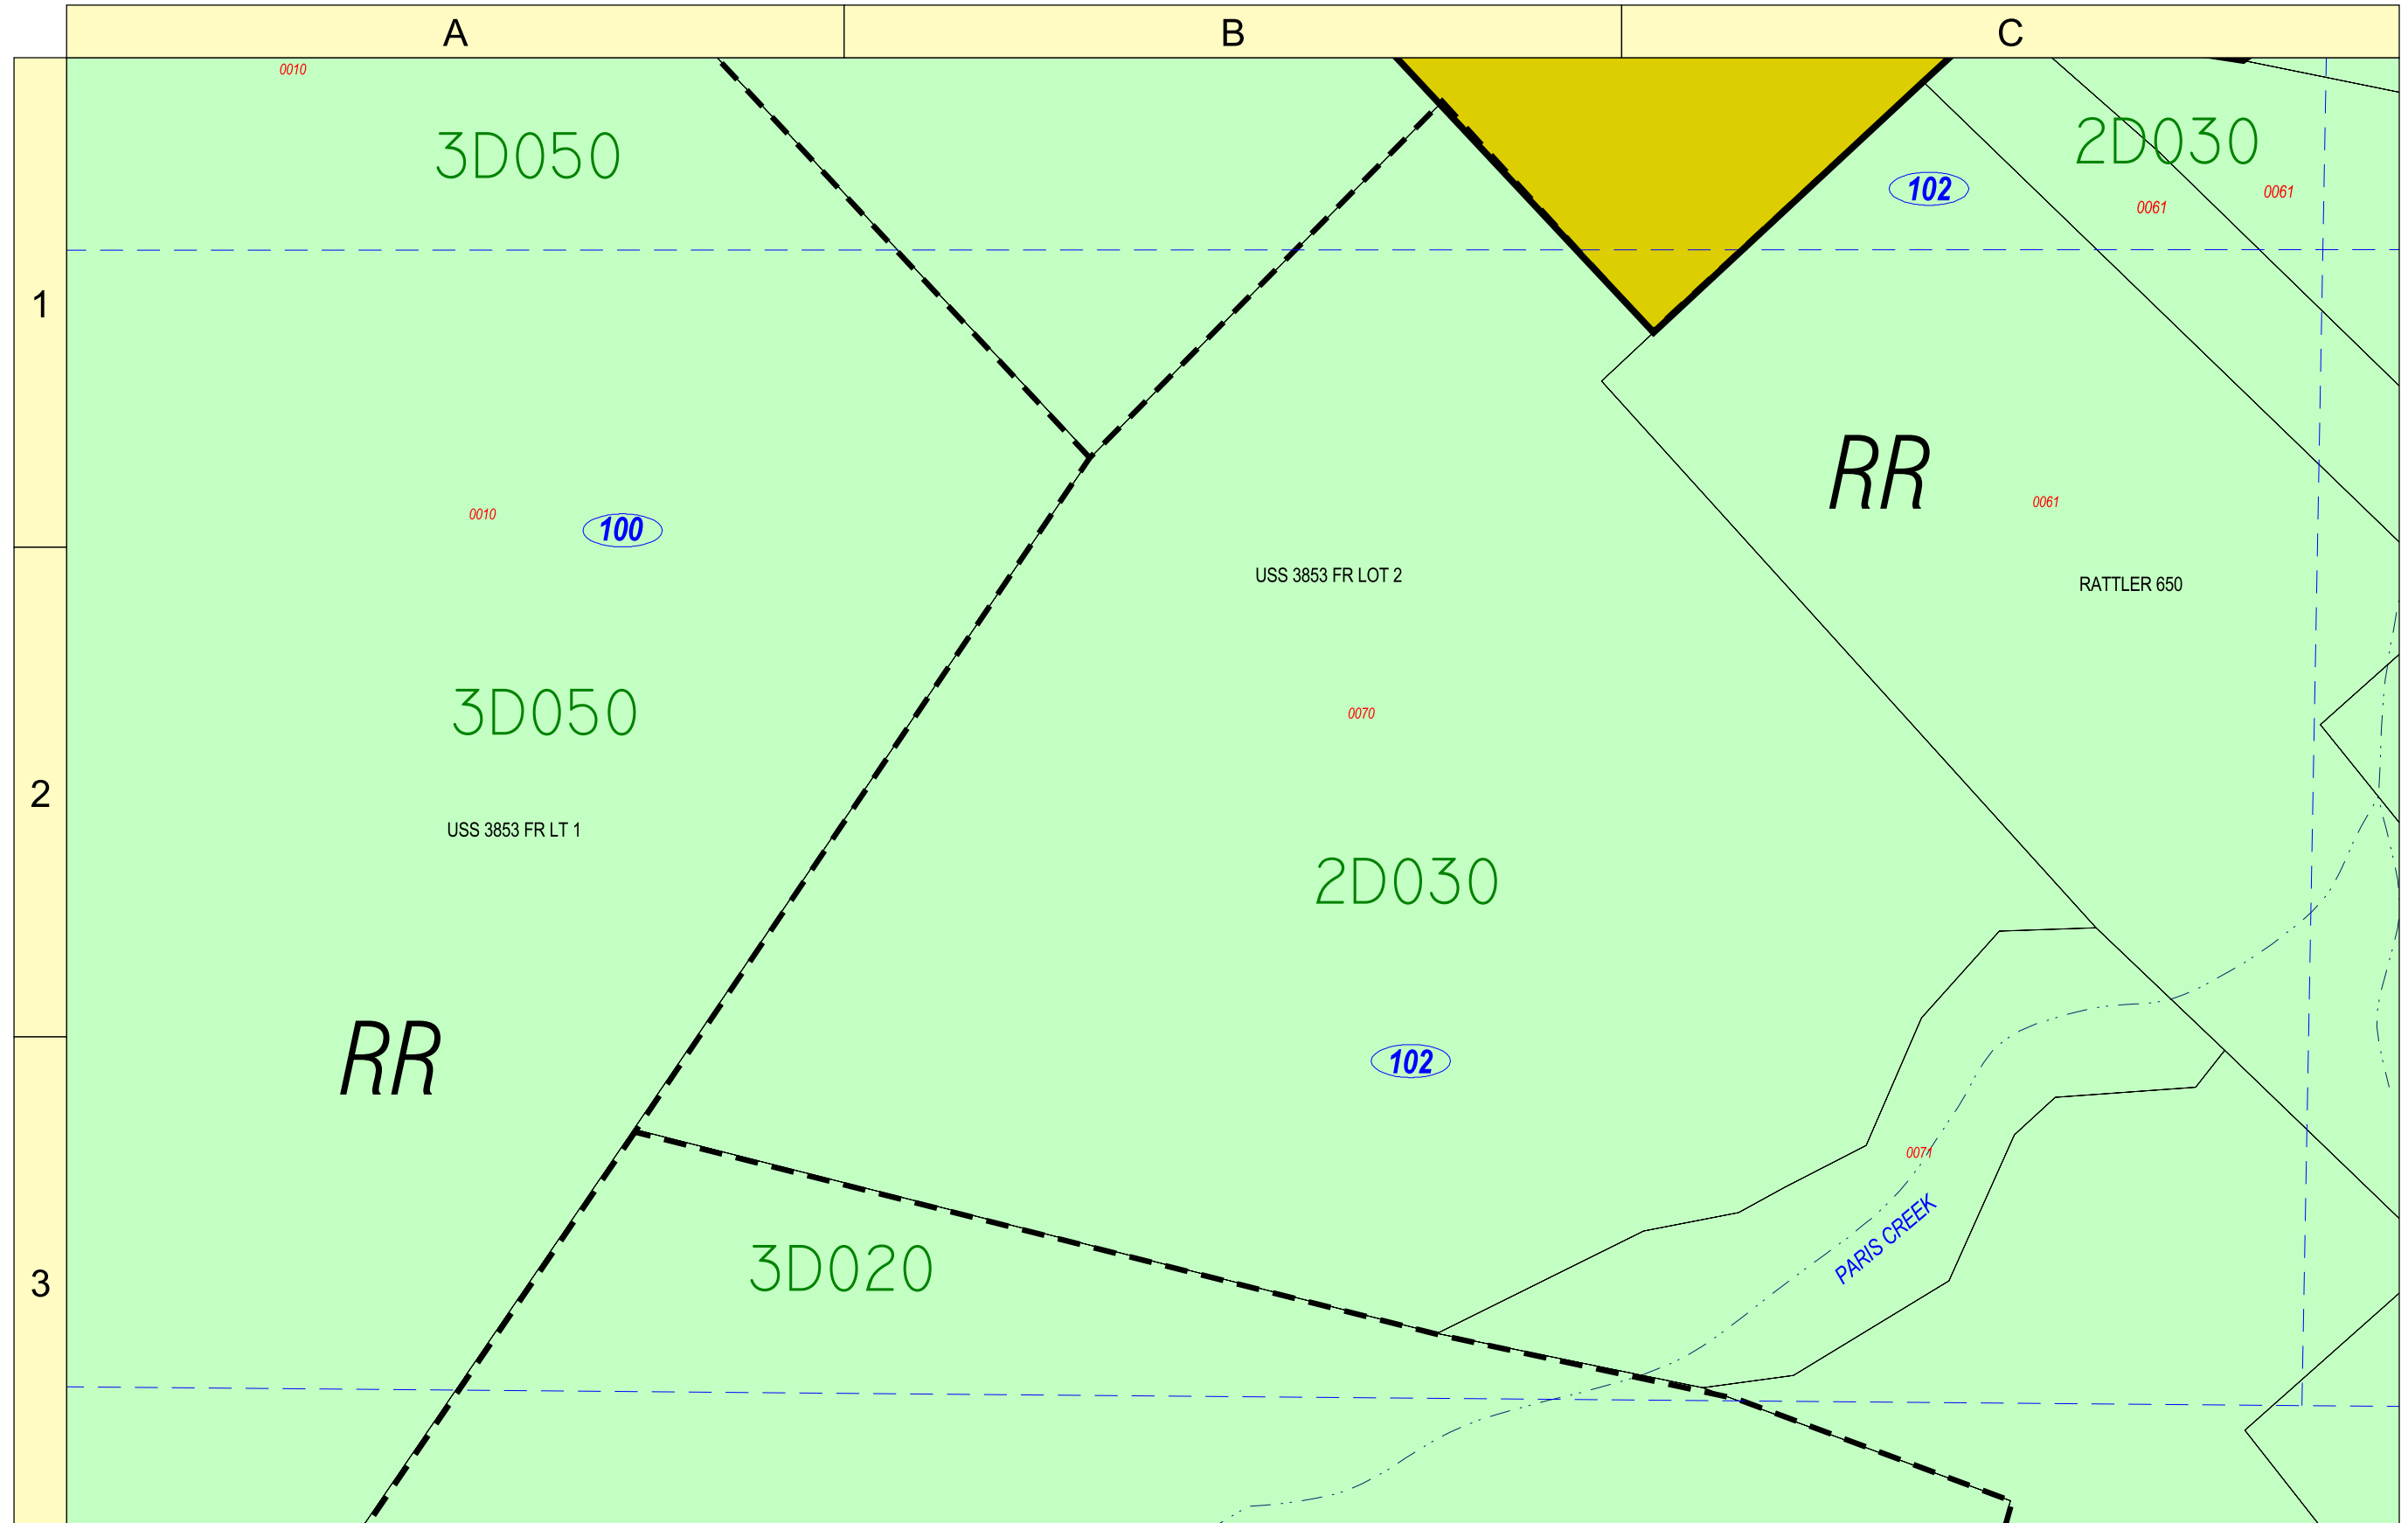 A
B
C
0010
3D050
2D030
102
0061
0061
1
RR
0061
0010
100
USS 3853 FR LOT 2
RATTLER 650
3D050
0070
2
USS 3853 FR LT 1
2D030
RR
102
0071
PARIS CREEK
3D020
3